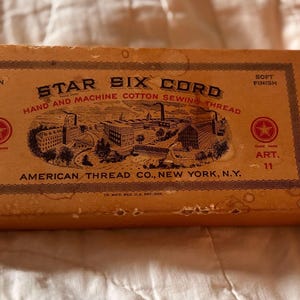 STAR SIX CORD
SOFT
FINISH
HAND AND MACHINE COTTON SEWING THREAD
ART.
11
AMERICAN THREAD CO., NEW YORK, N.Y.